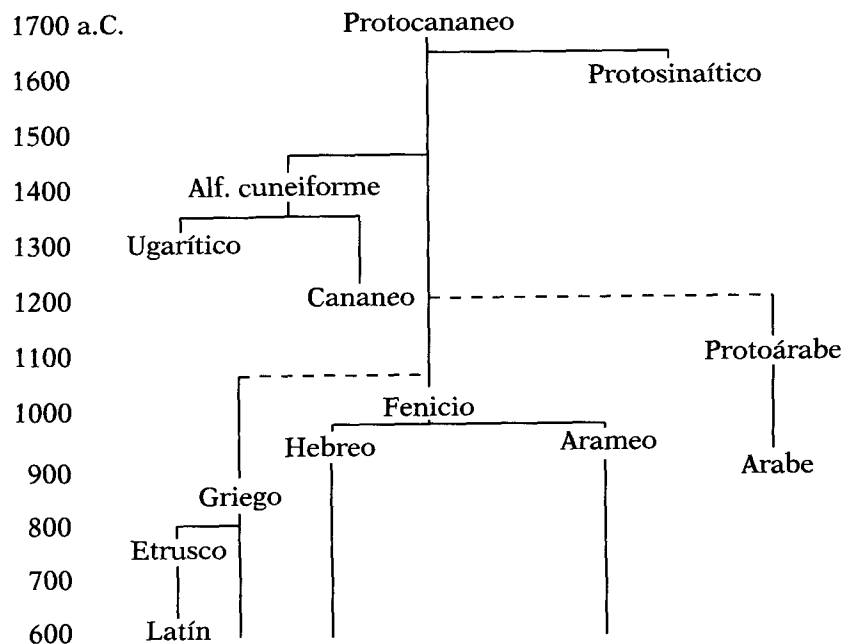 1700 a.C.
Protocananeo
Protosinaítico
1600
1500
1400
Alf. cuneiforme
Ugarítico
1300
1200
Cananeo
1100
Protoárabe
1000
Fenicio
Hebreo
Arameo
Arabe
900
Griego
800
Etrusco
700
600
Latín